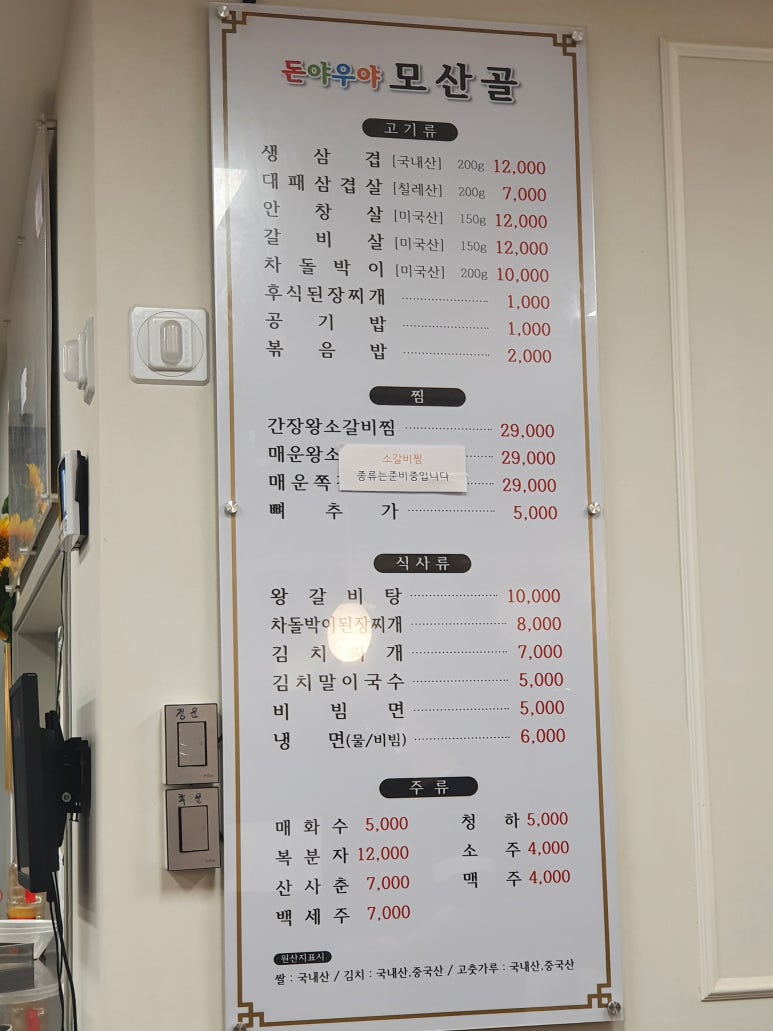 돈야우야 모산골
고기류
생삼겹 [국내산] 200g 12,000
대패삼겹살 [칠레산] 200g 7,000
안창살 [미국산] 150g 12,000
갈비살 [미국산] 150g 12,000
차돌박이 [미국산] 200g 10,000
후식된장찌개 1,000
공기밥 1,000
볶음밥 2,000
찜
간장왕소갈비찜 29,000
매운왕소 29,000
소갈비찜
종류는준비중입니다
매운쪽 29,000
뼈추가 5,000
식사류
왕갈비탕 10,000
차돌박이된장찌개 8,000
김치찌개 7,000
김치말이국수 5,000
비빔면 5,000
냉면(물/비빔) 6,000
주류
매화수 5,000 청하 5,000
복분자 12,000 소주 4,000
산사춘 7,000 맥주 4,000
백세주 7,000
원산지표시
쌀 : 국내산 / 김치 : 국내산,중국산 / 고춧가루 : 국내산,중국산